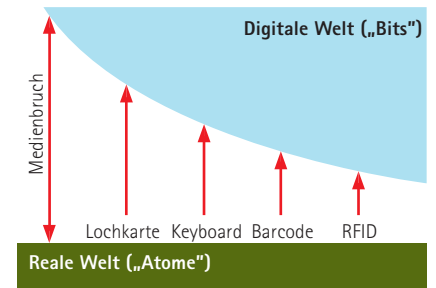 Digitale Welt („Bits”)
Medienbruch
Lochkarte Keyboard Barcode RFID
Reale Welt („Atome”)